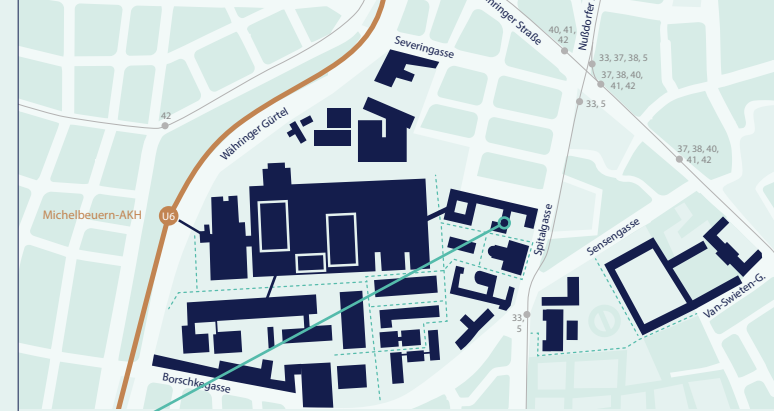 hringer Straße
Nußdorfer
40, 41,
42
Severingasse
33, 37, 38, 5
37, 38, 40,
41, 42
33, 5
42
Währinger Gürtel
37, 38, 40,
41, 42
Michelbeuern-AKH
U6
Spitalgasse
Sensengasse
Van-Swieten-G.
33,
5
Borschkegasse